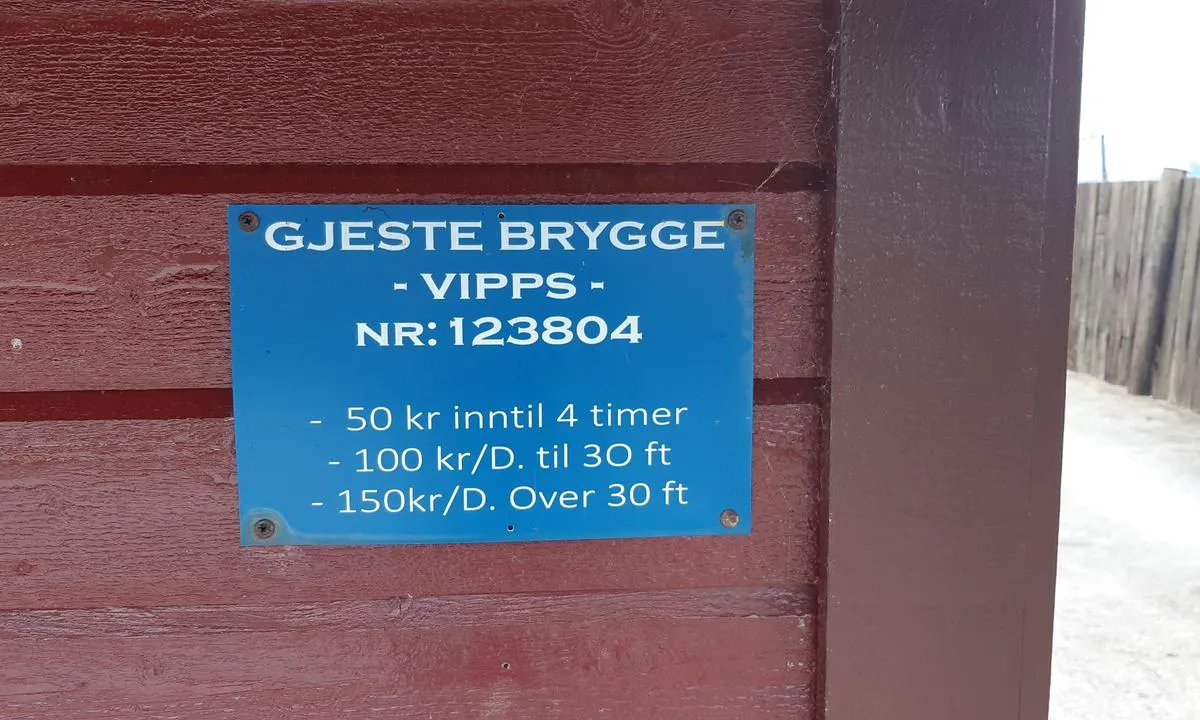 GJESTE BRYGGE
- VIPPS -
NR: 123804
- 50 kr inntil 4 timer
- 100 kr/D. til 30 ft
- 150kr/D. Over 30 ft